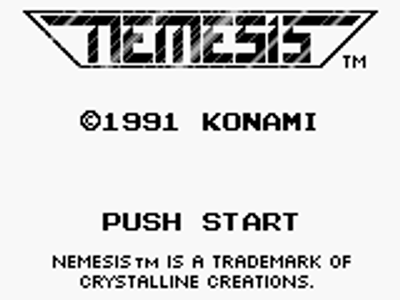 NEMESIS TM
©1991 KONAMI
PUSH START
NEMESIS TM IS A TRADEMARK OF
CRYSTALLINE CREATIONS.